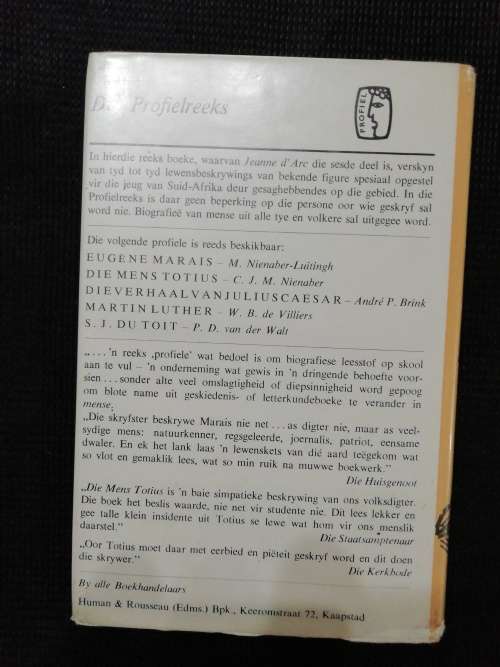 Die Profielreeks
PROFIEL
In hierdie reeks boeke, waarvan Jeanne d'Arc die sesde deel is, verskyn
van tyd tot tyd lewensbeskrywings van bekende figure spesiaal opgestel
vir die jeug van Suid-Afrika deur gesaghebbendes op die gebied. In die
Profielreeks is daar geen beperking op die persone oor wie geskryf sal
word nie. Biografieë van mense uit alle tye en volkere sal uitgegee word.
Die volgende profiele is reeds beskikbaar:
EUGÈNE MARAIS – M. Nienaber-Luitingh
DIE MENS TOTIUS – C. J. M. Nienaber
DIE VERHAAL VAN JULIUS CAESAR – André P. Brink
MARTIN LUTHER – W. B. de Villiers
S. J. DU TOIT – P. D. van der Walt
„. . . 'n reeks ‚profiele' wat bedoel is om biografiese leesstof op skool
aan te vul – 'n onderneming wat gewis in 'n dringende behoefte voor-
sien . . . sonder alte veel omslagtigheid of diepsinnigheid word gepoog
om blote name uit geskiedenis- of letterkundeboeke te verander in
mense.
„Die skryfster beskrywe Marais nie net . . . as digter nie, maar as veel-
sydige mens: natuurkenner, regsgeleerde, joernalis, patriot, eensame
dwaler. En ek het lank laas 'n lewensskets van dié aard teëgekom wat
so vlot en gemaklik lees, wat so min ruik na muwwe boekwerk."
Die Huisgenoot
„Die Mens Totius is 'n baie simpatieke beskrywing van ons volksdigter.
Die boek het beslis waarde, nie net vir studente nie. Dit lees lekker en
gee talle klein insidente uit Totius se lewe wat hom vir ons menslik
daarstel."
Die Staatsamptenaar
„Oor Totius moet daar met eerbied en piëteit geskryf word en dit doen
die skrywer."
Die Kerkbode
By alle Boekhandelaars
Human & Rousseau (Edms.) Bpk., Keeromstraat 72, Kaapstad